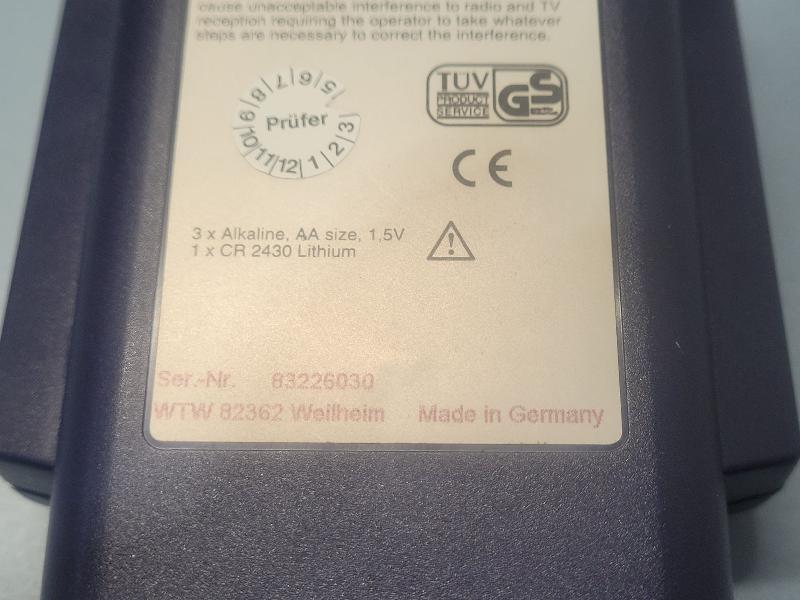 cause unacceptable interference to radio and TV
reception requiring the operator to take whatever
steps are necessary to correct the interference.
5 6 7 8 9 10 11 12 1 2 3
Prüfer
TÜV
PRODUCT
SERVICE
GS
CE
3 x Alkaline, AA size, 1,5V
1 x CR 2430 Lithium
Ser.-Nr. 83226030
WTW 82362 Weilheim Made in Germany